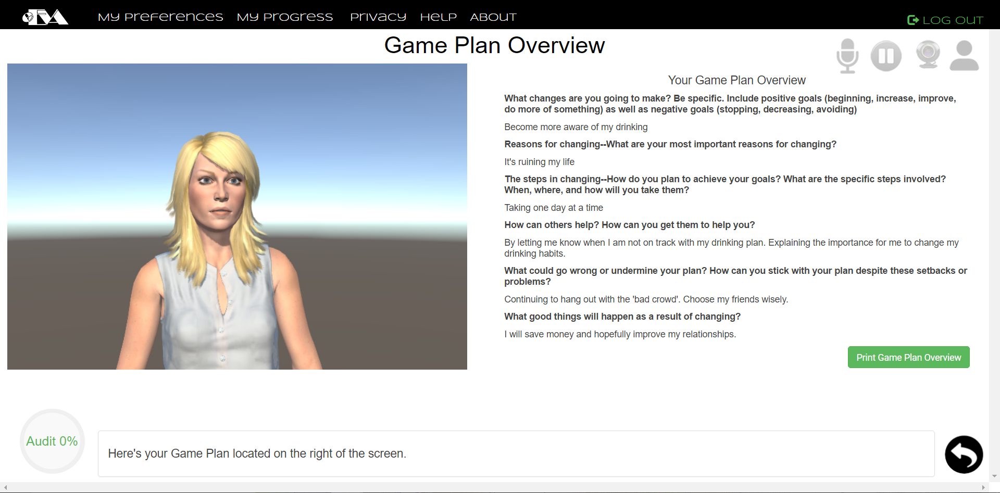 eEVA
My Preferences My Progress Privacy Help About
Log Out
Game Plan Overview
Your Game Plan Overview
What changes are you going to make? Be specific. Include positive goals (beginning, increase, improve,
do more of something) as well as negative goals (stopping, decreasing, avoiding)
Become more aware of my drinking
Reasons for changing--What are your most important reasons for changing?
It's ruining my life
The steps in changing--How do you plan to achieve your goals? What are the specific steps involved?
When, where, and how will you take them?
Taking one day at a time
How can others help? How can you get them to help you?
By letting me know when I am not on track with my drinking plan. Explaining the importance for me to change my
drinking habits.
What could go wrong or undermine your plan? How can you stick with your plan despite these setbacks or
problems?
Continuing to hang out with the 'bad crowd'. Choose my friends wisely.
What good things will happen as a result of changing?
I will save money and hopefully improve my relationships.
Print Game Plan Overview
Audit 0%
Here's your Game Plan located on the right of the screen.